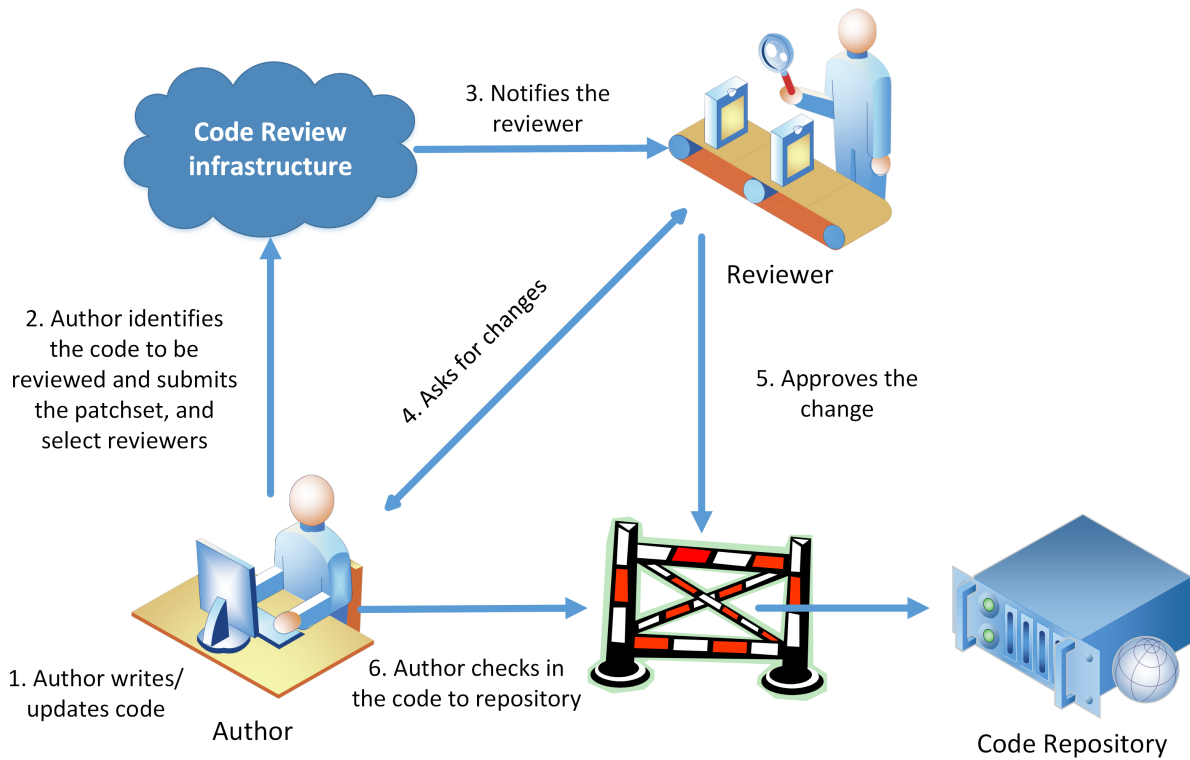 Code Review
infrastructure
3. Notifies the
reviewer
Reviewer
2. Author identifies
the code to be
reviewed and submits
the patchset, and
select reviewers
4. Asks for changes
5. Approves the
change
1. Author writes/
updates code
Author
6. Author checks in
the code to repository
Code Repository